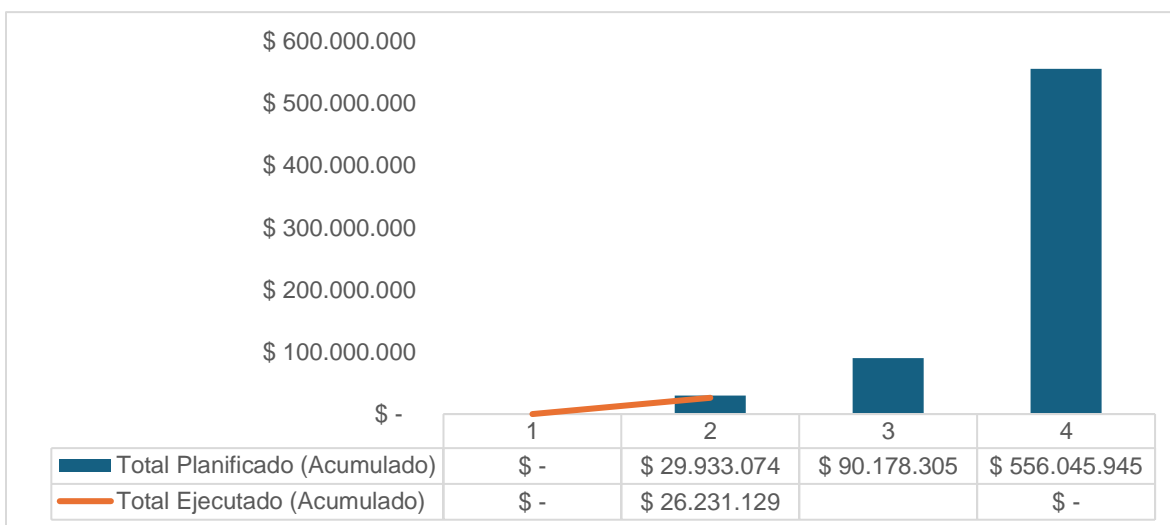 $ 600.000.000
$ 500.000.000
$ 400.000.000
$ 300.000.000
$ 200.000.000
$ 100.000.000
$ -
1 2 3 4
Total Planificado (Acumulado) $ - $ 29.933.074 $ 90.178.305 $ 556.045.945
Total Ejecutado (Acumulado) $ - $ 26.231.129 $ -